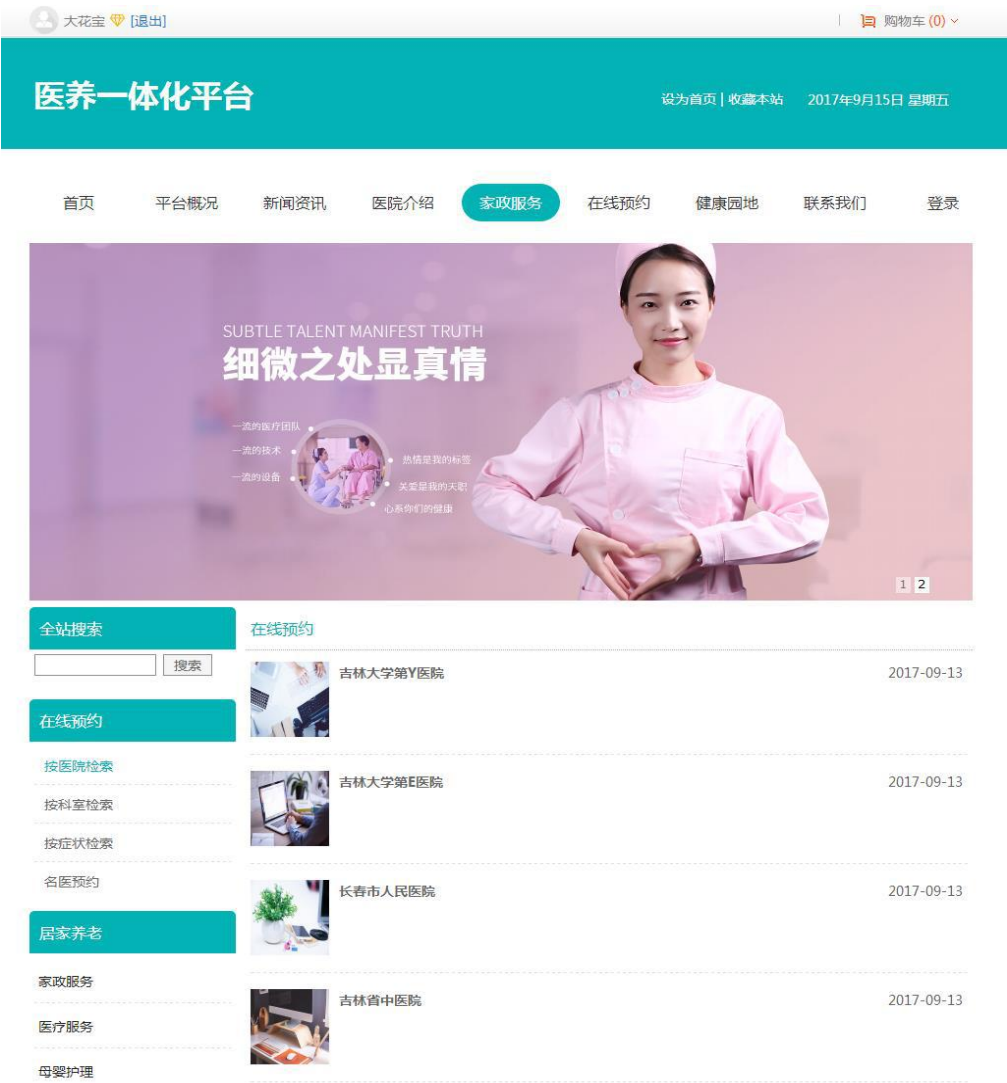 大花宝 [退出] 购物车 (0)
医养一体化平台
设为首页 | 收藏本站 2017年9月15日 星期五
首页 平台概况 新闻资讯 医院介绍 家政服务 在线预约 健康园地 联系我们 登录
SUBTLE TALENT MANIFEST TRUTH
细微之处显真情
一流的医疗团队
一流的技术
一流的设备
热情是我的标签
关爱是我的天职
心系你们的健康
1 2
全站搜索
搜索
在线预约
按医院检索
按科室检索
按症状检索
名医预约
居家养老
家政服务
医疗服务
母婴护理
在线预约
吉林大学第Y医院 2017-09-13
吉林大学第E医院 2017-09-13
长春市人民医院 2017-09-13
吉林省中医院 2017-09-13